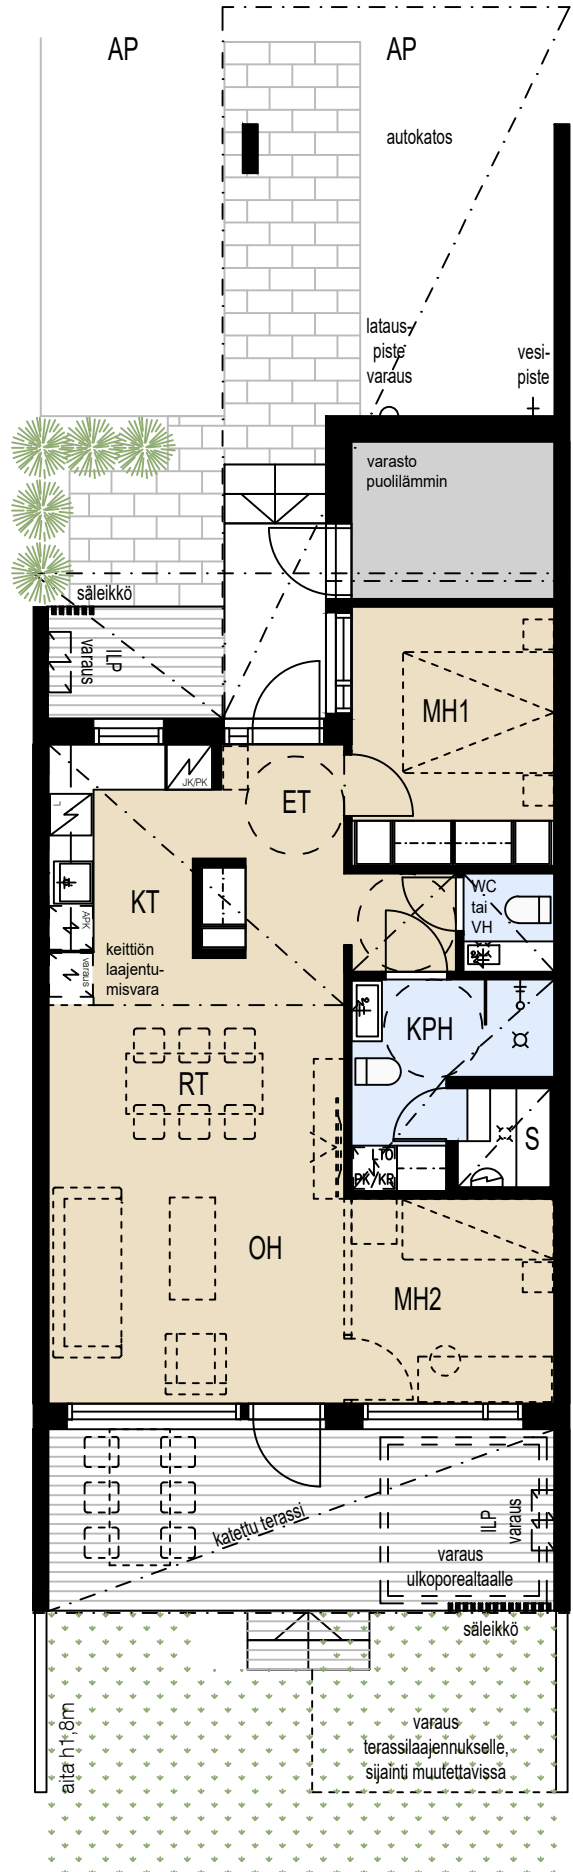 AP
AP
autokatos
lataus-
piste
varaus
vesi-
piste
varasto
puolilämmin
säleikkö
ILP
varaus
MH1
JK/PK
ET
L
KT
APK
varaus
keittiön
laajentu-
misvara
WC
tai
VH
KPH
RT
S
LTO
PK/KR
OH
MH2
katettu terassi
ILP
varaus
varaus
ulkoporealtaalle
säleikkö
aita h1,8m
varaus
terassilaajennukselle,
sijainti muutettavissa